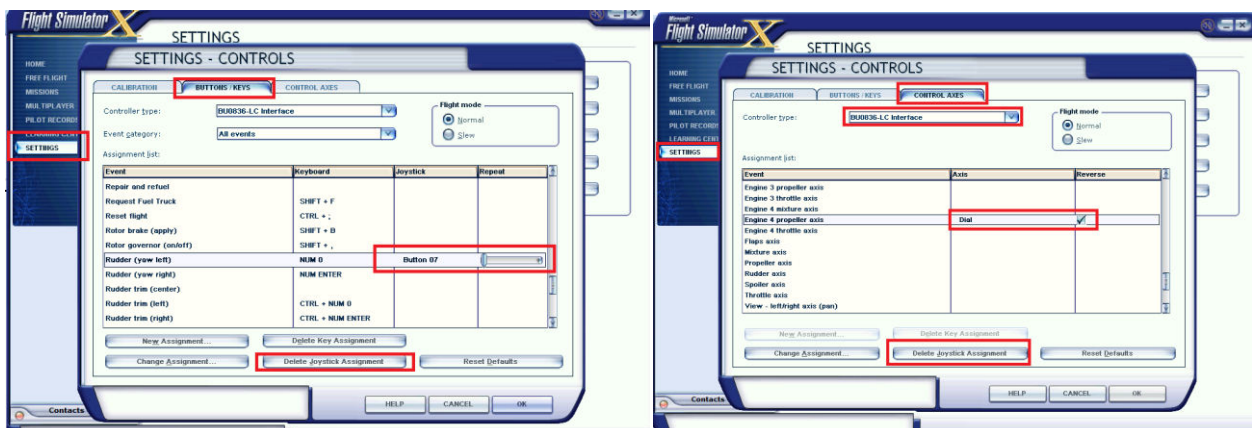 Flight Simulator X
SETTINGS
SETTINGS - CONTROLS
HOME
FREE FLIGHT
MISSIONS
MULTIPLAYER
PILOT RECORDS
LEARNING CENT
SETTINGS
CALIBRATION BUTTONS / KEYS CONTROL AXES
Controller type: BU0836-LC Interface
Flight mode
Normal
Slew
Event category: All events
Assignment list:
Event Keyboard Joystick Repeat
Repair and refuel
Request Fuel Truck SHIFT + F
Reset flight CTRL + ;
Rotor brake (apply) SHIFT + B
Rotor governor (on/off) SHIFT + .
Rudder (yaw left) NUM 0 Button 07
Rudder (yaw right) NUM ENTER
Rudder trim (center)
Rudder trim (left) CTRL + NUM 0
Rudder trim (right) CTRL + NUM ENTER
New Assignment... Delete Key Assignment
Change Assignment... Delete Joystick Assignment Reset Defaults
HELP CANCEL OK
Contacts
Microsoft
Flight Simulator X
SETTINGS
SETTINGS - CONTROLS
HOME
FREE FLIGHT
MISSIONS
MULTIPLAYER
PILOT RECORDS
LEARNING CENT
SETTINGS
CALIBRATION BUTTONS / KEYS CONTROL AXES
Controller type: BU0836-LC Interface
Flight mode
Normal
Slew
Assignment list:
Event Axis Reverse
Engine 3 propeller axis
Engine 3 throttle axis
Engine 4 mixture axis
Engine 4 propeller axis Dial
Engine 4 throttle axis
Flaps axis
Mixture axis
Propeller axis
Rudder axis
Spoiler axis
Throttle axis
View - left/right axis (pan)
New Assignment... Delete Key Assignment
Change Assignment... Delete Joystick Assignment Reset Defaults
HELP CANCEL OK
Contacts